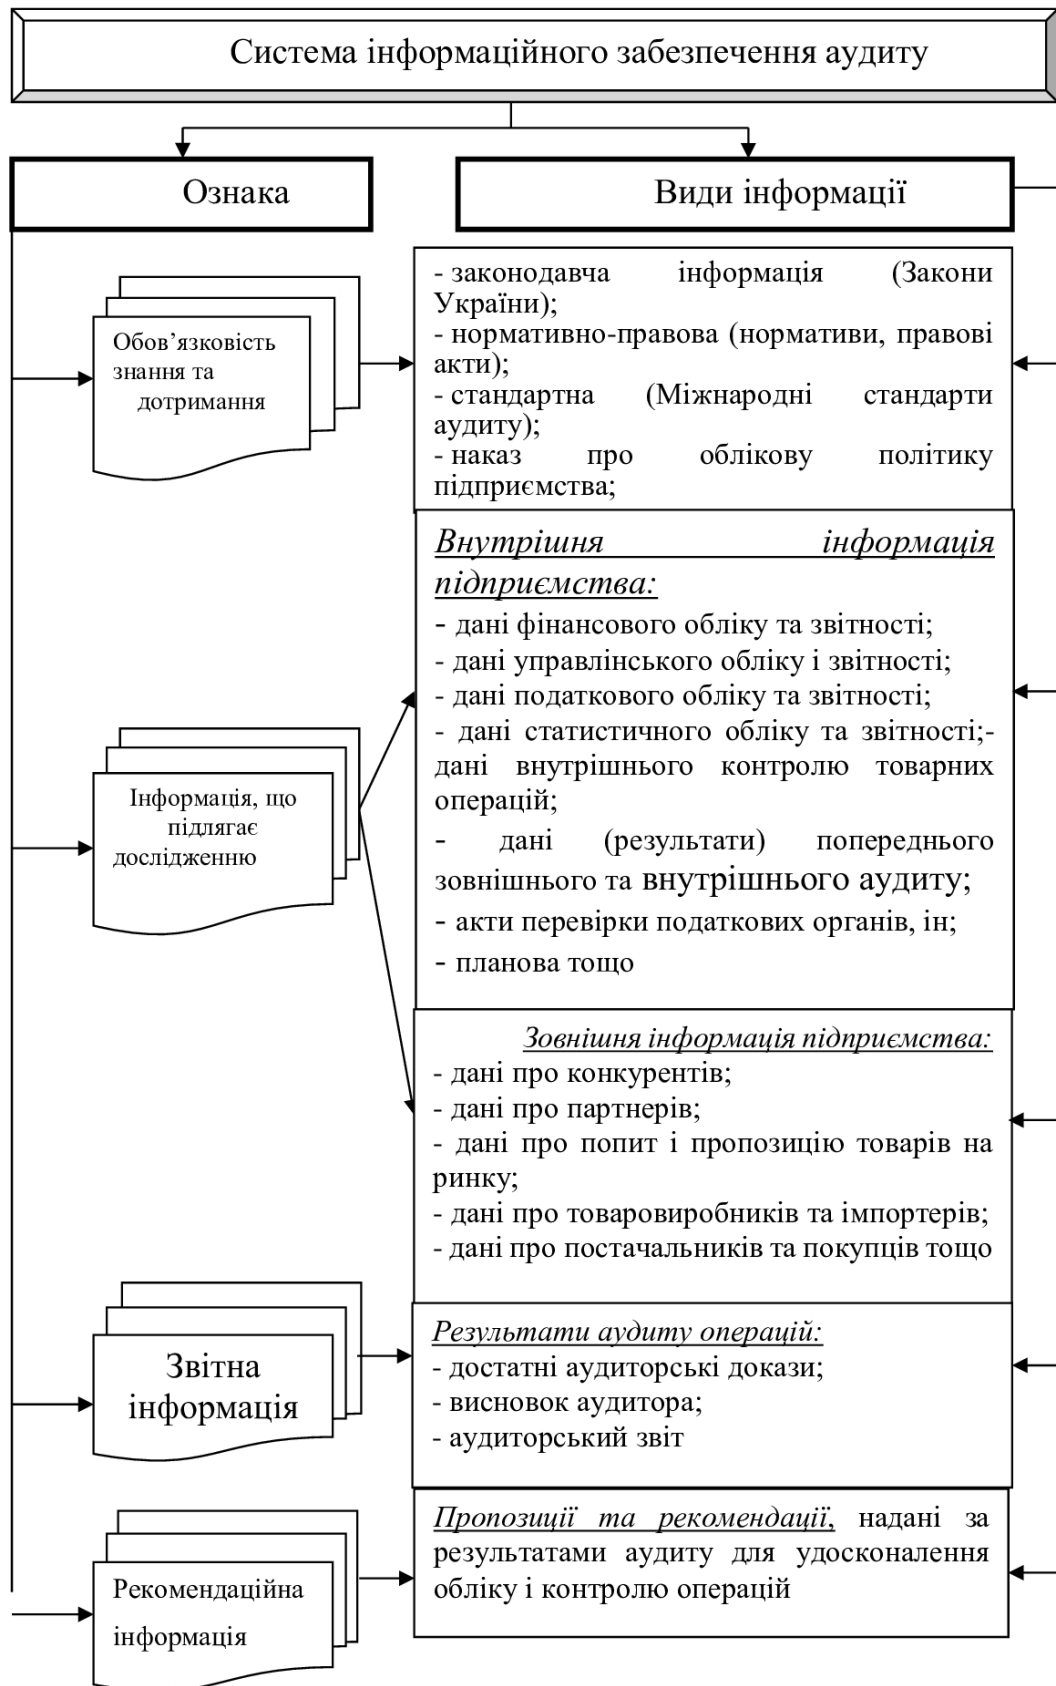 Система інформаційного забезпечення аудиту
Ознака
Види інформації
Обов’язковість
знання та
дотримання
- законодавча інформація (Закони
України);
- нормативно-правова (нормативи, правові
акти);
- стандартна (Міжнародні стандарти
аудиту);
- наказ про облікову політику
підприємства;
Інформація, що
підлягає
дослідженню
Внутрішня інформація
підприємства:
- дані фінансового обліку та звітності;
- дані управлінського обліку і звітності;
- дані податкового обліку та звітності;
- дані статистичного обліку та звітності;-
дані внутрішнього контролю товарних
операцій;
- дані (результати) попереднього
зовнішнього та внутрішнього аудиту;
- акти перевірки податкових органів, ін;
- планова тощо
Зовнішня інформація підприємства:
- дані про конкурентів;
- дані про партнерів;
- дані про попит і пропозицію товарів на
ринку;
- дані про товаровиробників та імпортерів;
- дані про постачальників та покупців тощо
Звітна
інформація
Результати аудиту операцій:
- достатні аудиторські докази;
- висновок аудитора;
- аудиторський звіт
Рекомендаційна
інформація
Пропозиції та рекомендації, надані за
результатами аудиту для удосконалення
обліку і контролю операцій